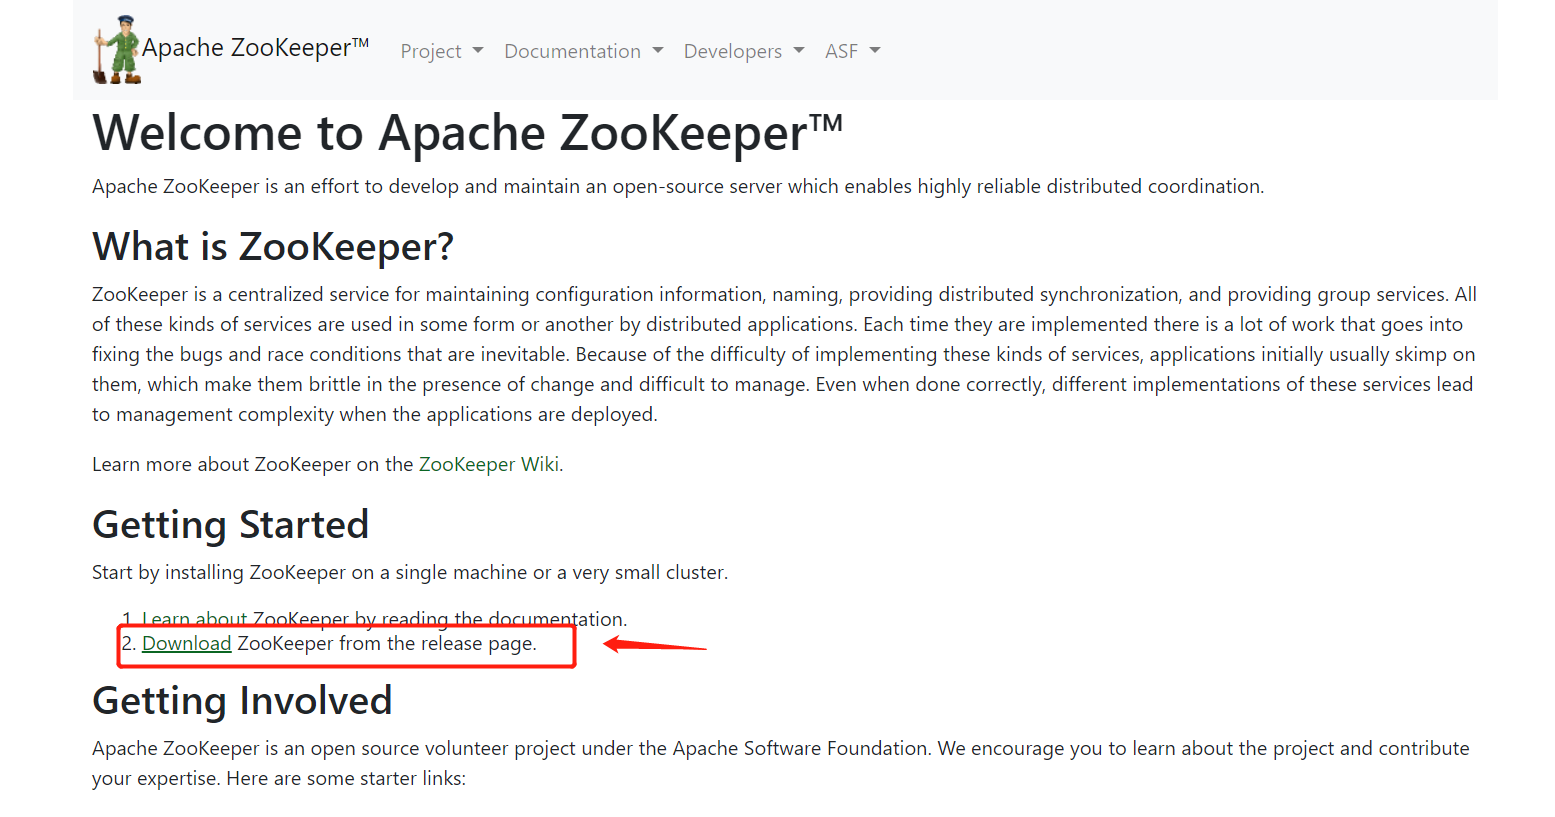 Apache ZooKeeper™ Project Documentation Developers ASF
Welcome to Apache ZooKeeper™
Apache ZooKeeper is an effort to develop and maintain an open-source server which enables highly reliable distributed coordination.
What is ZooKeeper?
ZooKeeper is a centralized service for maintaining configuration information, naming, providing distributed synchronization, and providing group services. All
of these kinds of services are used in some form or another by distributed applications. Each time they are implemented there is a lot of work that goes into
fixing the bugs and race conditions that are inevitable. Because of the difficulty of implementing these kinds of services, applications initially usually skimp on
them, which make them brittle in the presence of change and difficult to manage. Even when done correctly, different implementations of these services lead
to management complexity when the applications are deployed.
Learn more about ZooKeeper on the ZooKeeper Wiki.
Getting Started
Start by installing ZooKeeper on a single machine or a very small cluster.
1. Learn about ZooKeeper by reading the documentation.
2. Download ZooKeeper from the release page.
Getting Involved
Apache ZooKeeper is an open source volunteer project under the Apache Software Foundation. We encourage you to learn about the project and contribute
your expertise. Here are some starter links: